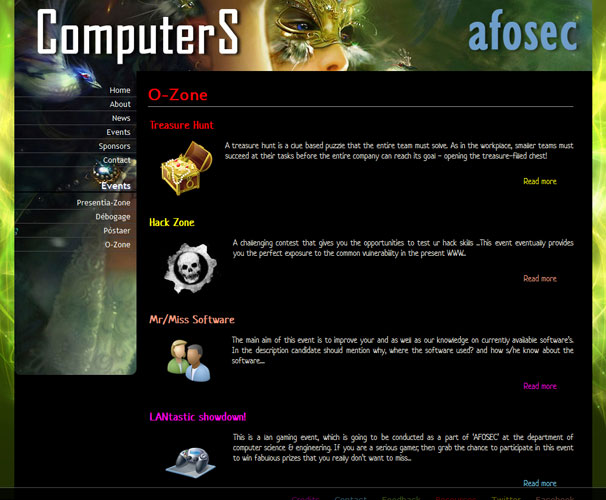 ComputerS
afosec
Home
About
News
Events
Sponsors
Contact
Events
Presentia-Zone
Débogage
Póstaer
O-Zone
O-Zone
Treasure Hunt
A treasure hunt is a clue based puzzle that the entire team must solve. As in the workplace, smaller teams must
succeed at their tasks before the entire company can reach its goal - opening the treasure-filled chest!
Read more
Hack Zone
A challenging contest that gives you the opportunities to test ur hack skills ...This event eventually provides
you the perfect exposure to the common vulnerability in the present WWW...
Read more
Mr/Miss Software
The main aim of this event is to improve your and as well as our knowledge on currently available software's.
In the description candidate should mention why, where the software used? and how s/he know about the
software....
Read more
LANtastic showdown!
This is a lan gaming event, which is going to be conducted as a part of 'AFOSEC' at the department of
computer science & engineering. If you are a serious gamer, then grab the chance to participate in this event
to win fabulous prizes that you really don't want to miss...
Read more
Credits Contact Feedback Twitter Facebook